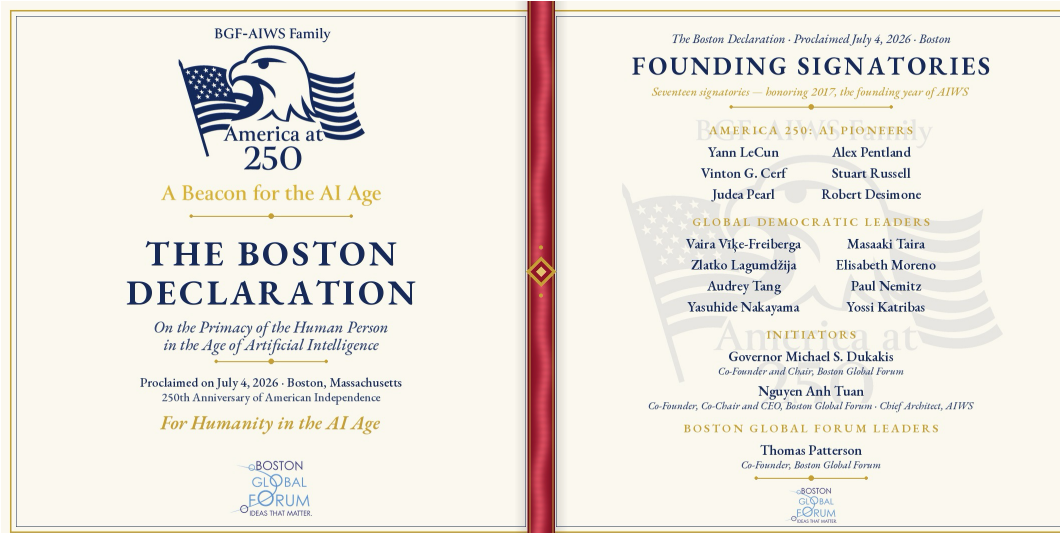 BGF-AIWS Family
America at
250
A Beacon for the AI Age
THE BOSTON
DECLARATION
On the Primacy of the Human Person
in the Age of Artificial Intelligence
Proclaimed on July 4, 2026 · Boston, Massachusetts
250th Anniversary of American Independence
For Humanity in the AI Age
BOSTON
GLOBAL
FORUM
IDEAS THAT MATTER.
The Boston Declaration · Proclaimed July 4, 2026 · Boston
FOUNDING SIGNATORIES
Seventeen signatories — honoring 2017, the founding year of AIWS
BGF-AIWS Family
AMERICA 250: AI PIONEERS
Yann LeCun Alex Pentland
Vinton G. Cerf Stuart Russell
Judea Pearl Robert Desimone
GLOBAL DEMOCRATIC LEADERS
Vaira Vīķe-Freiberga Masaaki Taira
Zlatko Lagumdžija Elisabeth Moreno
Audrey Tang Paul Nemitz
Yasuhide Nakayama Yossi Katribas
America at
INITIATORS
Governor Michael S. Dukakis
Co-Founder and Chair, Boston Global Forum
250
Nguyen Anh Tuan
Co-Founder, Co-Chair and CEO, Boston Global Forum · Chief Architect, AIWS
BOSTON GLOBAL FORUM LEADERS
Thomas Patterson
Co-Founder, Boston Global Forum
BOSTON
GLOBAL
FORUM
IDEAS THAT MATTER.